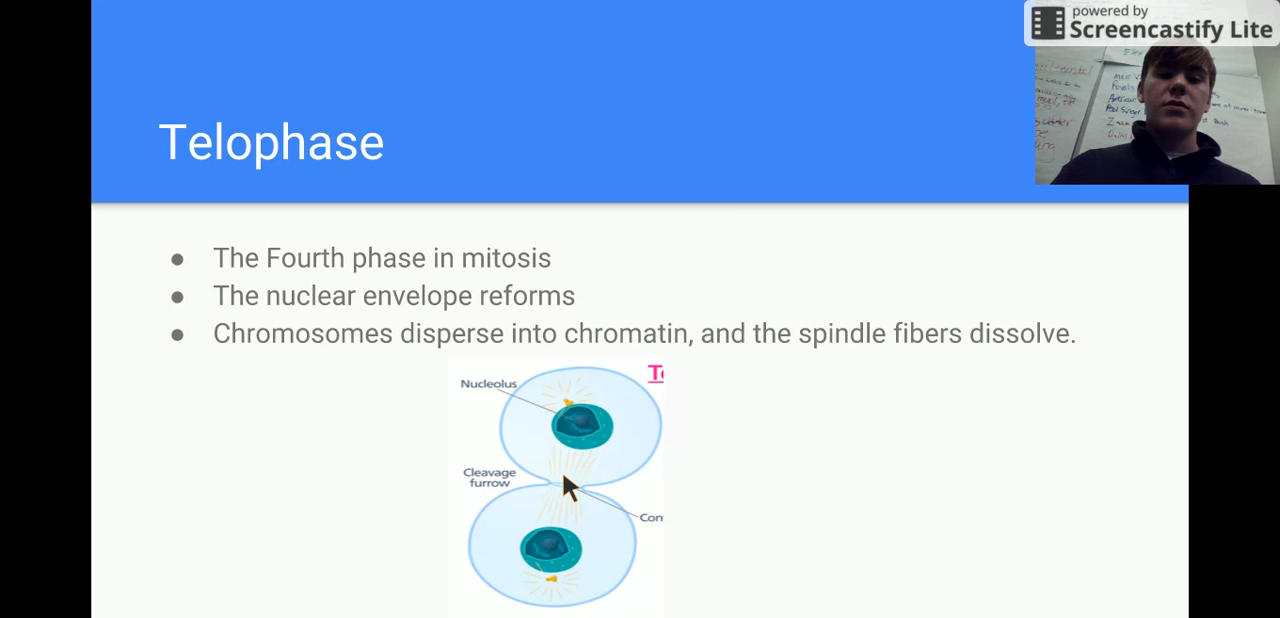 powered by
Screencastify Lite
Telophase
● The Fourth phase in mitosis
● The nuclear envelope reforms
● Chromosomes disperse into chromatin, and the spindle fibers dissolve.
Nucleolus
Cleavage
furrow